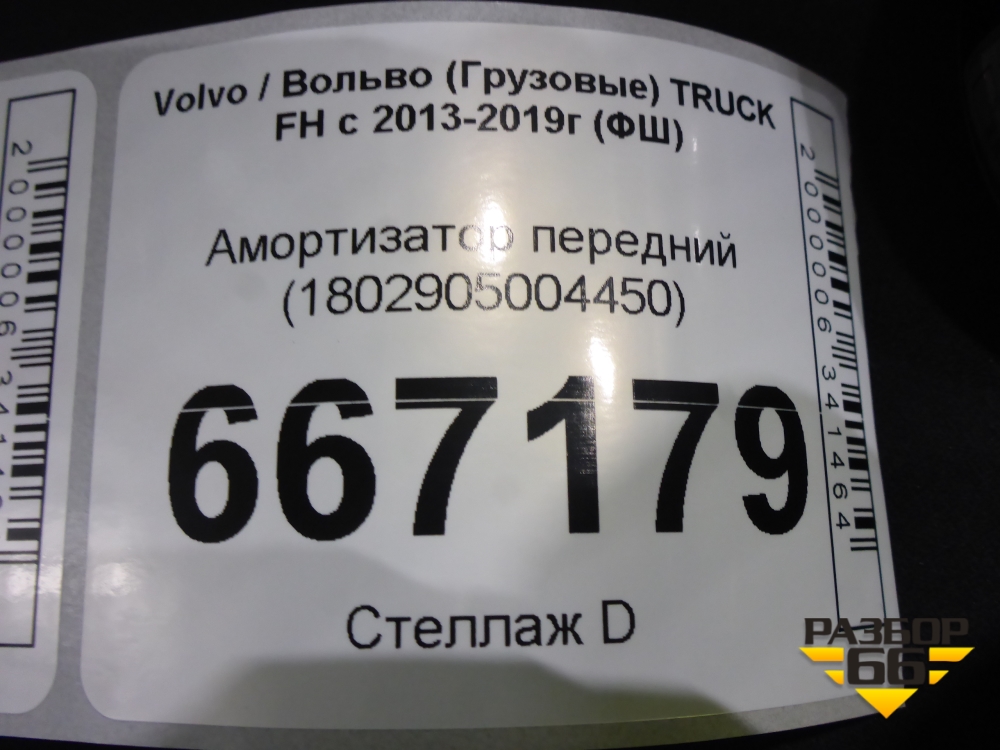 Volvo / Вольво (Грузовые) TRUCK
FH с 2013-2019г (ФШ)
Амортизатор передний
(1802905004450)
667179
Стеллаж D
2000006341464
РАЗБОР
66